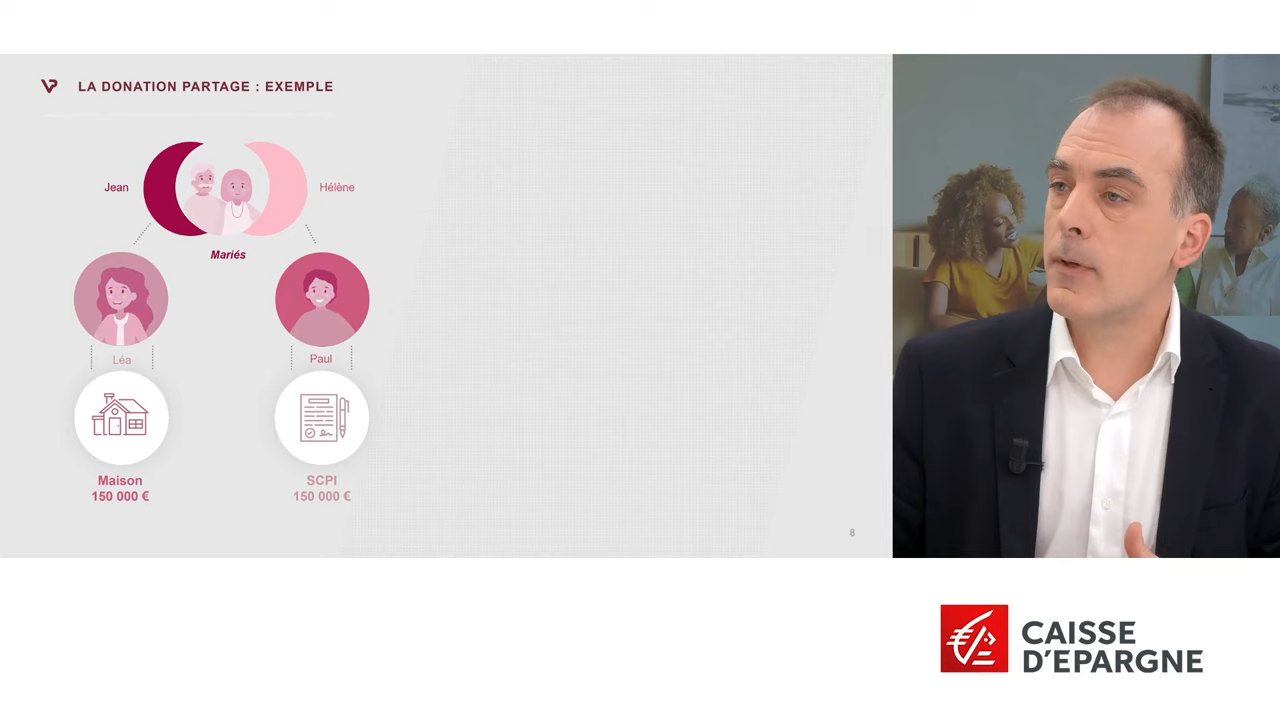 LA DONATION PARTAGE : EXEMPLE
Jean
Hélène
Mariés
Léa
Paul
Maison
150 000 €
SCPI
150 000 €
8
CAISSE
D'EPARGNE